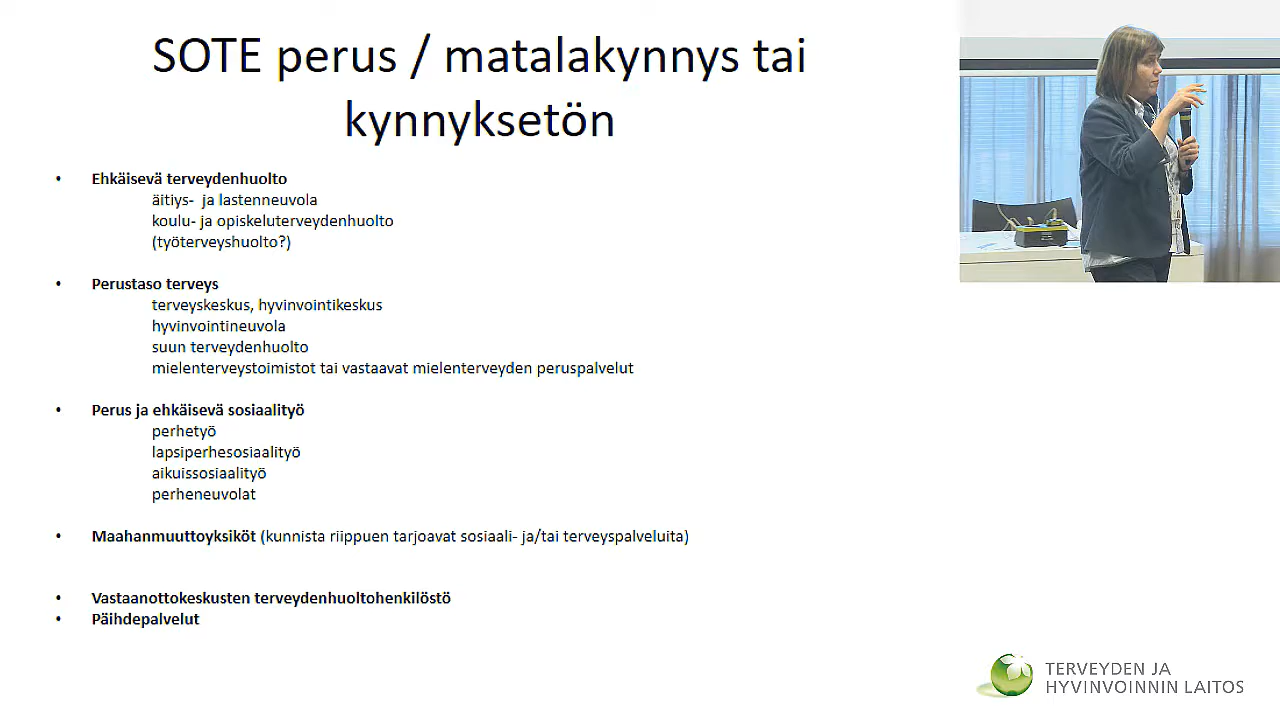 SOTE perus / matalakynnys tai
kynnyksetön
• Ehkäisevä terveydenhuolto
äitiys- ja lastenneuvola
koulu- ja opiskeluterveydenhuolto
(työterveyshuolto?)
• Perustaso terveys
terveyskeskus, hyvinvointikeskus
hyvinvointineuvola
suun terveydenhuolto
mielenterveystoimistot tai vastaavat mielenterveyden peruspalvelut
• Perus ja ehkäisevä sosiaalityö
perhetyö
lapsiperhesosiaalityö
aikuissosiaalityö
perheneuvolat
• Maahanmuuttoyksiköt (kunnista riippuen tarjoavat sosiaali- ja/tai terveyspalveluita)
• Vastaanottokeskusten terveydenhuoltohenkilöstö
• Päihdepalvelut
TERVEYDEN JA
HYVINVOINNIN LAITOS